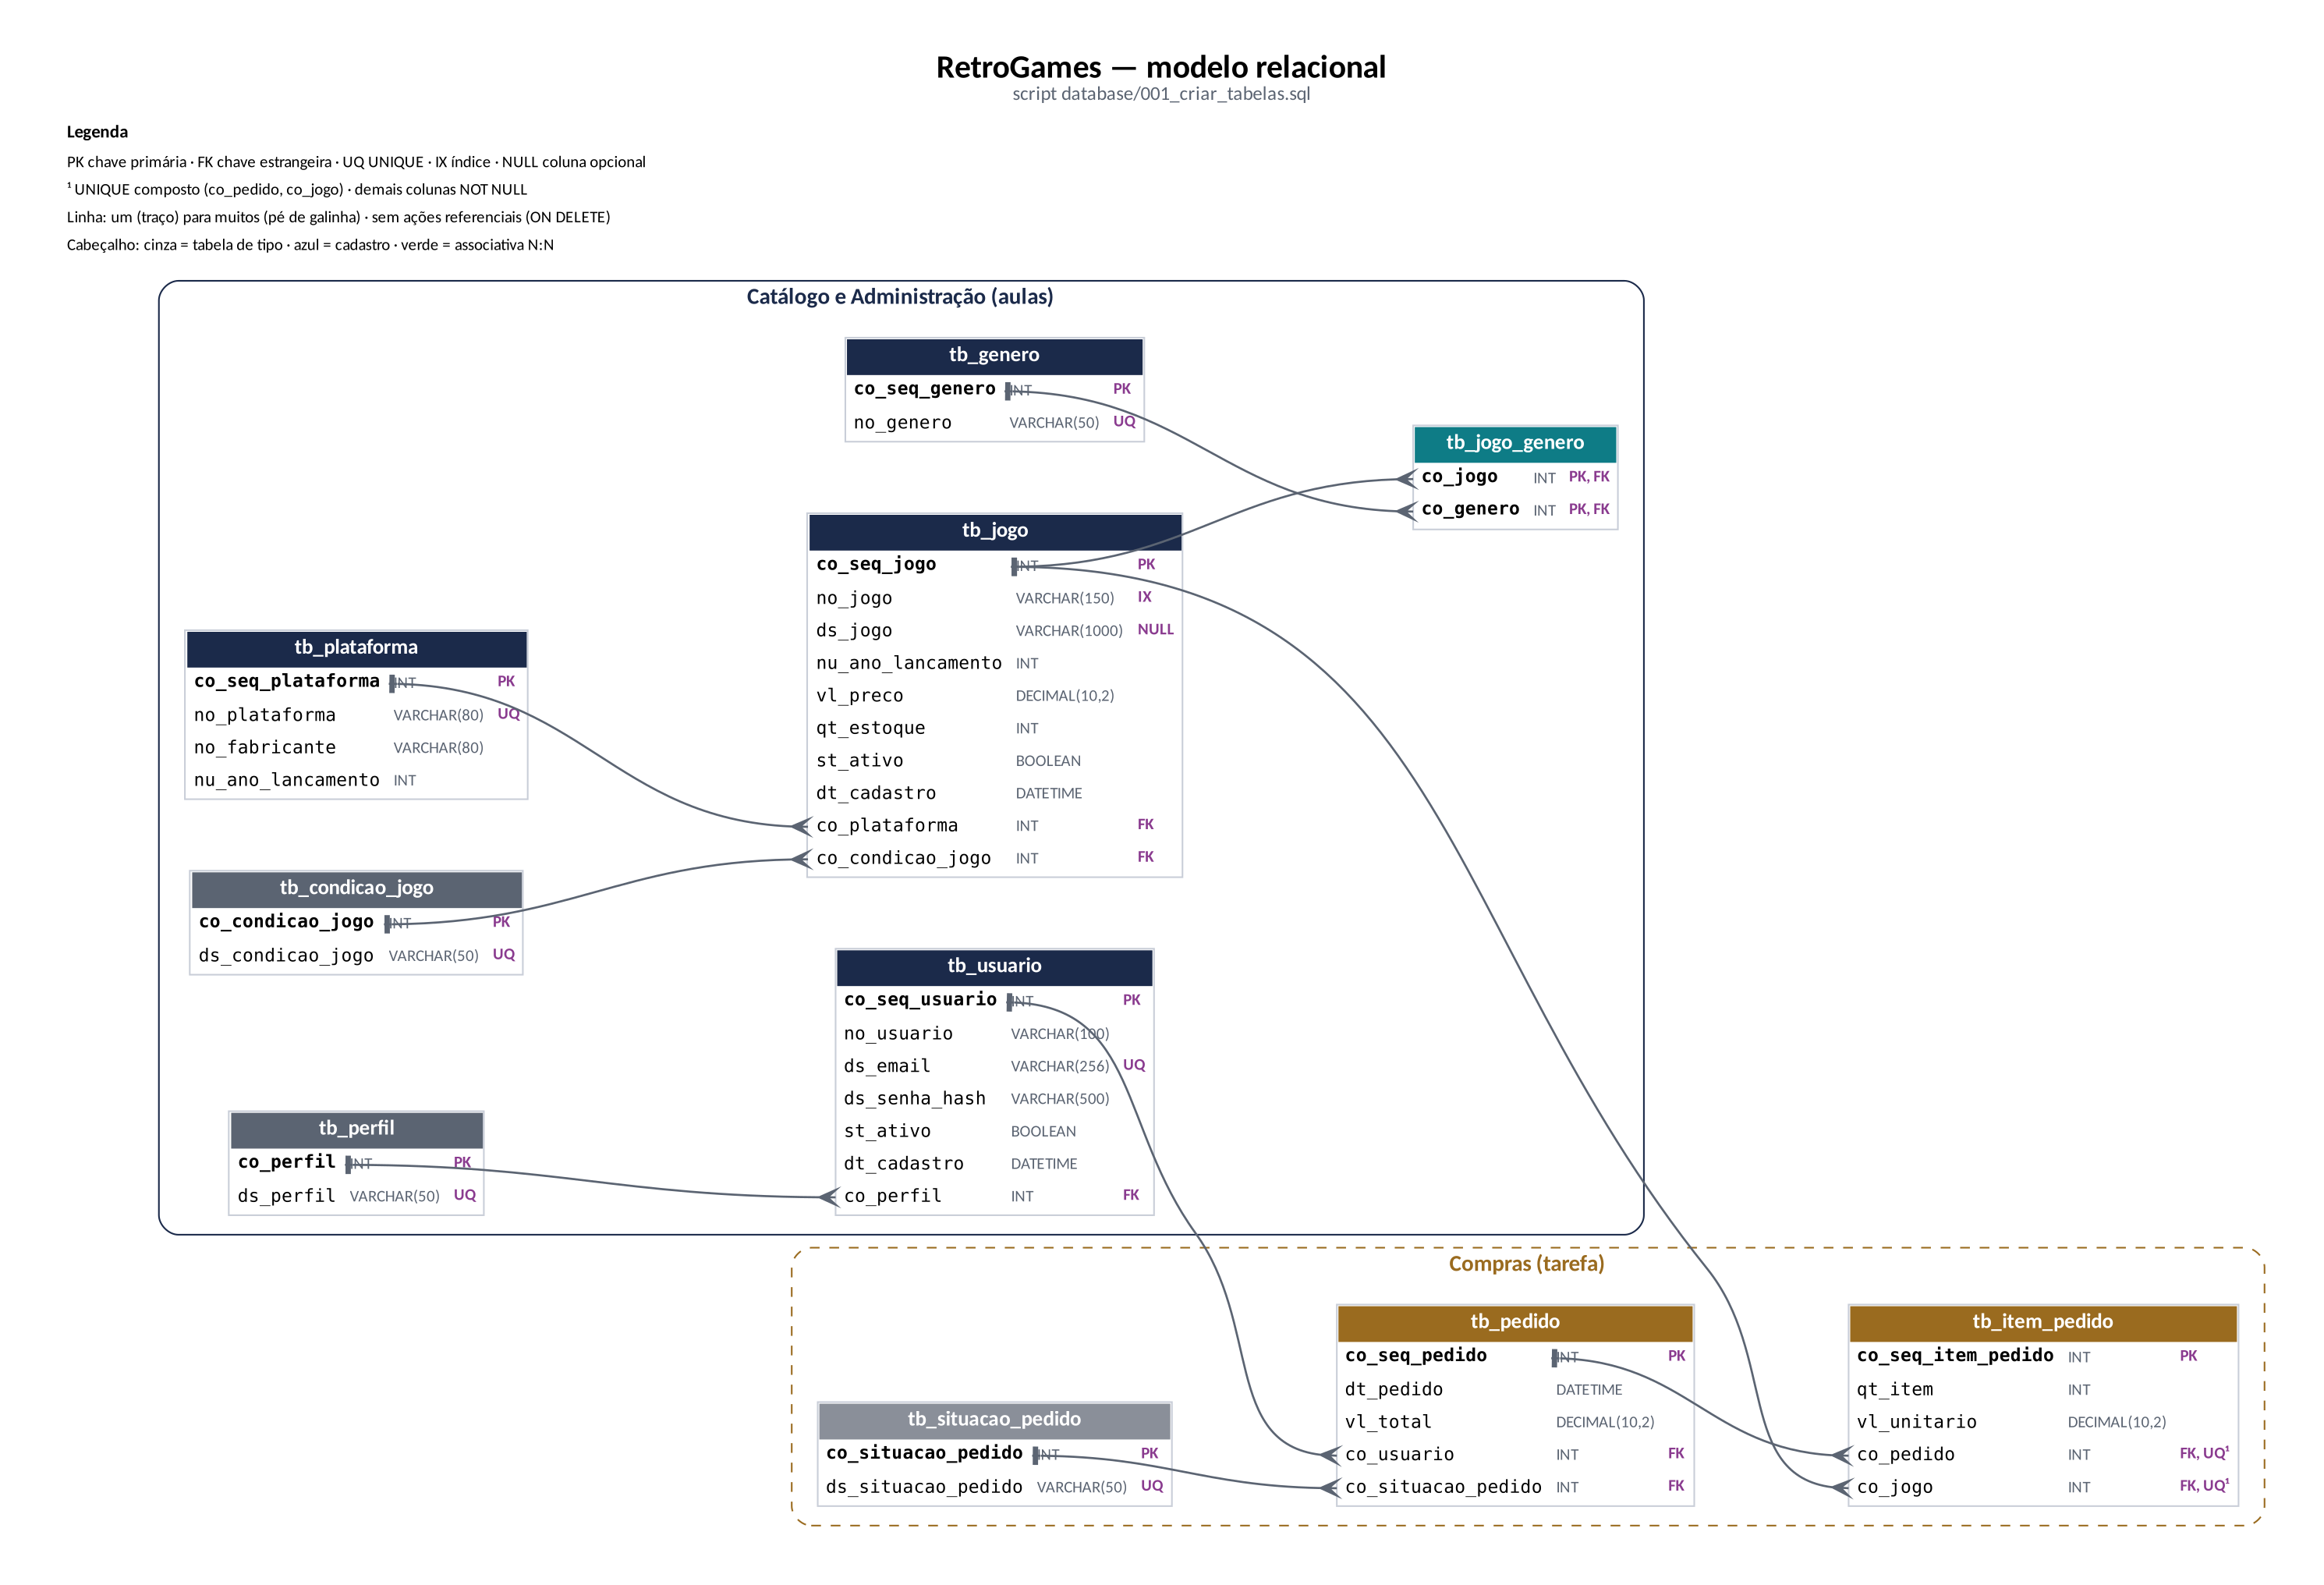 RetroGames — modelo relacional
script database/001_criar_tabelas.sql
Legenda
PK chave primária · FK chave estrangeira · UQ UNIQUE · IX índice · NULL coluna opcional
¹ UNIQUE composto (co_pedido, co_jogo) · demais colunas NOT NULL
Linha: um (traço) para muitos (pé de galinha) · sem ações referenciais (ON DELETE)
Cabeçalho: cinza = tabela de tipo · azul = cadastro · verde = associativa N:N
Catálogo e Administração (aulas)
tb_genero
co_seq_genero INT PK
no_genero VARCHAR(50) UQ
tb_jogo_genero
co_jogo INT PK, FK
co_genero INT PK, FK
tb_jogo
co_seq_jogo INT PK
no_jogo VARCHAR(150) IX
ds_jogo VARCHAR(1000) NULL
nu_ano_lancamento INT
vl_preco DECIMAL(10,2)
qt_estoque INT
st_ativo BOOLEAN
dt_cadastro DATETIME
co_plataforma INT FK
co_condicao_jogo INT FK
tb_plataforma
co_seq_plataforma INT PK
no_plataforma VARCHAR(80) UQ
no_fabricante VARCHAR(80)
nu_ano_lancamento INT
tb_condicao_jogo
co_condicao_jogo INT PK
ds_condicao_jogo VARCHAR(50) UQ
tb_usuario
co_seq_usuario INT PK
no_usuario VARCHAR(100)
ds_email VARCHAR(256) UQ
ds_senha_hash VARCHAR(500)
st_ativo BOOLEAN
dt_cadastro DATETIME
co_perfil INT FK
tb_perfil
co_perfil INT PK
ds_perfil VARCHAR(50) UQ
Compras (tarefa)
tb_pedido
co_seq_pedido INT PK
dt_pedido DATETIME
vl_total DECIMAL(10,2)
co_usuario INT FK
co_situacao_pedido INT FK
tb_item_pedido
co_seq_item_pedido INT PK
qt_item INT
vl_unitario DECIMAL(10,2)
co_pedido INT FK, UQ¹
co_jogo INT FK, UQ¹
tb_situacao_pedido
co_situacao_pedido INT PK
ds_situacao_pedido VARCHAR(50) UQ